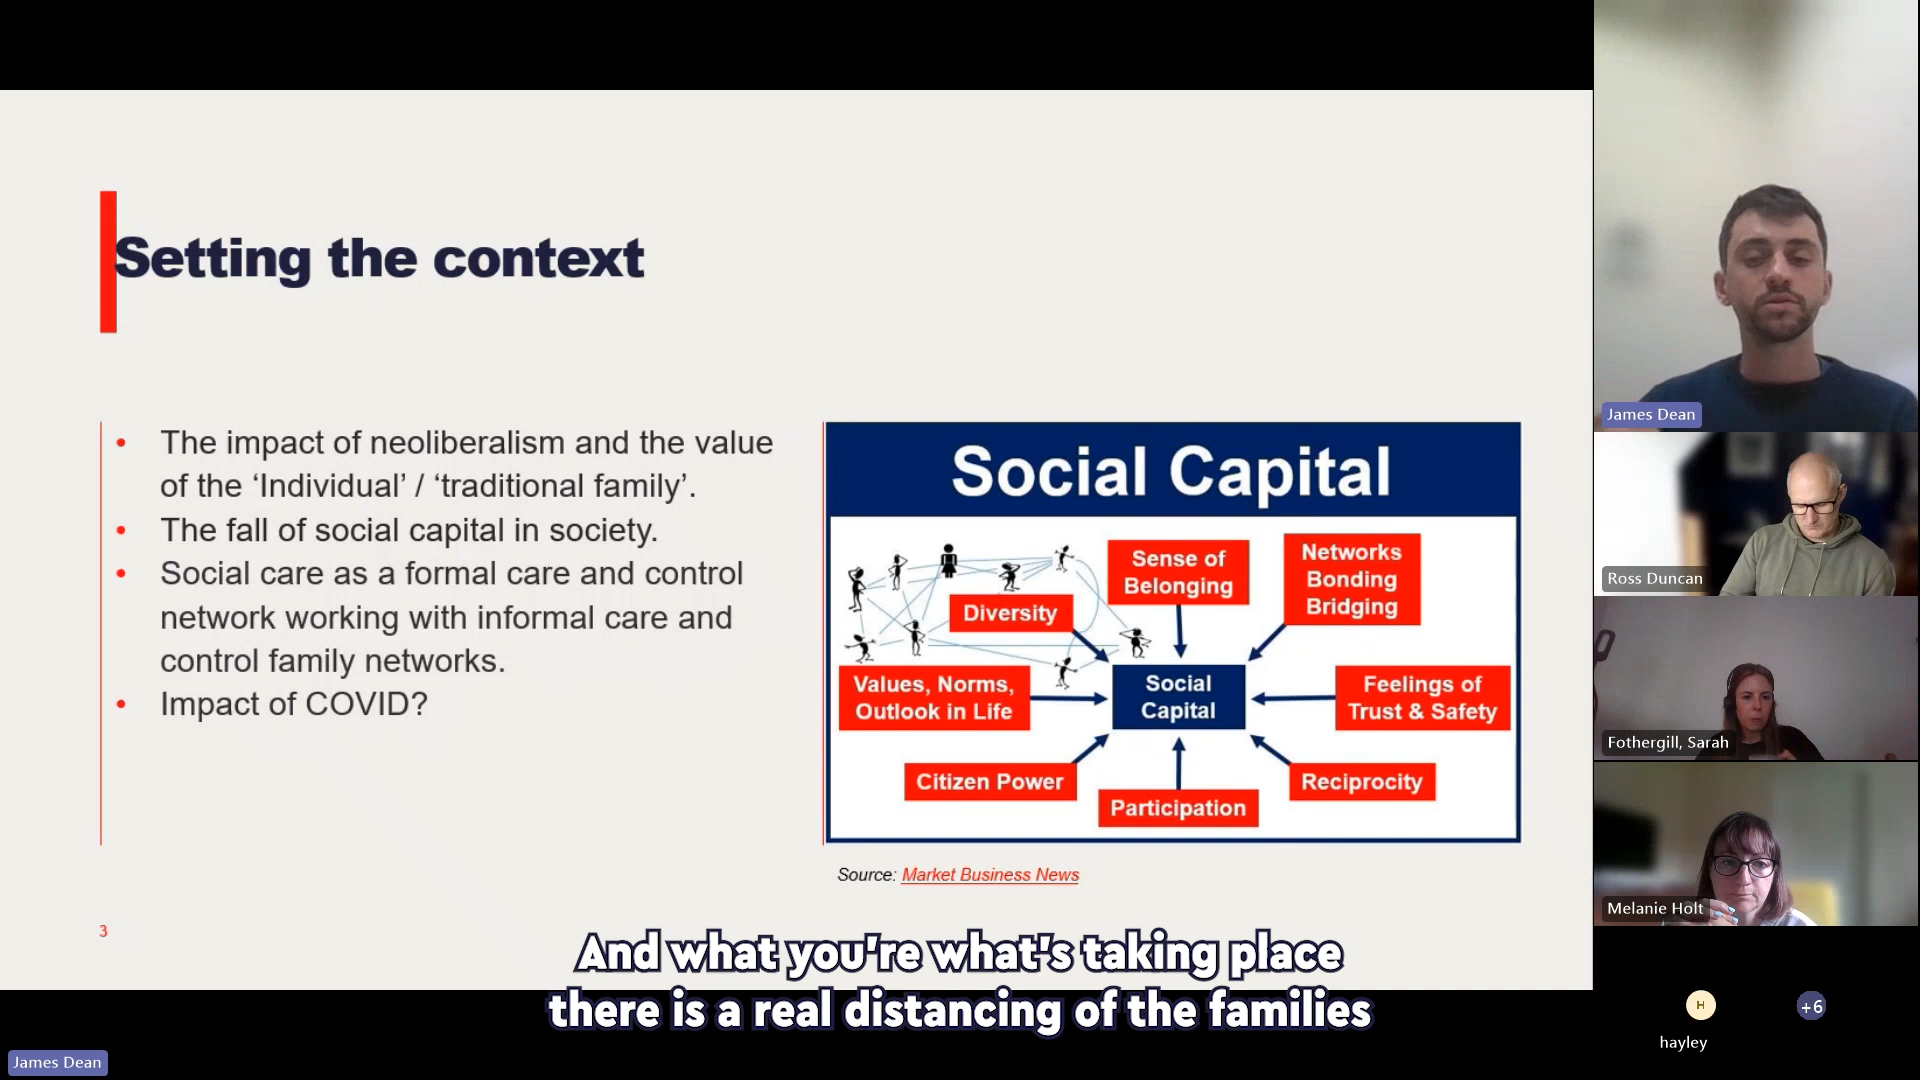 Setting the context
• The impact of neoliberalism and the value
of the ‘Individual’ / ‘traditional family’.
• The fall of social capital in society.
• Social care as a formal care and control
network working with informal care and
control family networks.
• Impact of COVID?
Social Capital
Sense of
Belonging
Networks
Bonding
Bridging
Diversity
Values, Norms,
Outlook in Life
Social
Capital
Feelings of
Trust & Safety
Citizen Power
Participation
Reciprocity
Source: Market Business News
3
And what you're what's taking place
there is a real distancing of the families
James Dean
James Dean
Ross Duncan
Fothergill, Sarah
Melanie Holt
H
+6
hayley